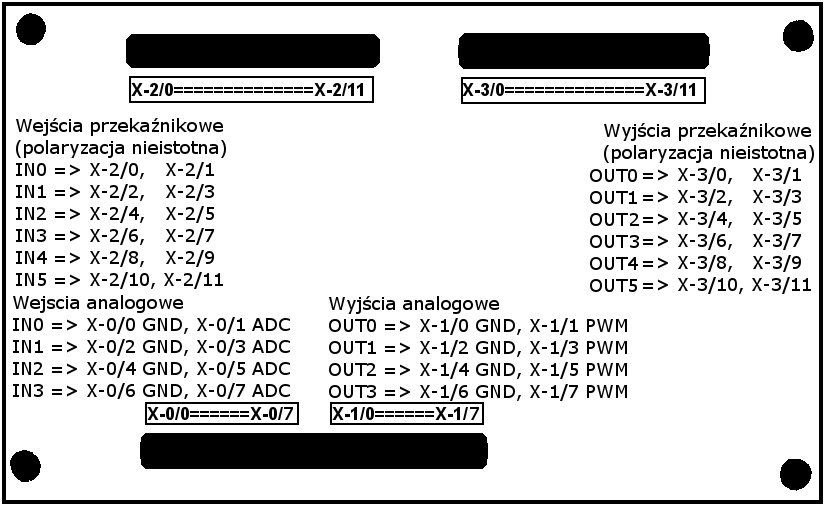 X-2/0==============X-2/11
X-3/0==============X-3/11
Wejścia przekaźnikowe
(polaryzacja nieistotna)
IN0 => X-2/0, X-2/1
IN1 => X-2/2, X-2/3
IN2 => X-2/4, X-2/5
IN3 => X-2/6, X-2/7
IN4 => X-2/8, X-2/9
IN5 => X-2/10, X-2/11
Wyjścia przekaźnikowe
(polaryzacja nieistotna)
OUT0 => X-3/0, X-3/1
OUT1 => X-3/2, X-3/3
OUT2 => X-3/4, X-3/5
OUT3 => X-3/6, X-3/7
OUT4 => X-3/8, X-3/9
OUT5 => X-3/10, X-3/11
Wejscia analogowe
IN0 => X-0/0 GND, X-0/1 ADC
IN1 => X-0/2 GND, X-0/3 ADC
IN2 => X-0/4 GND, X-0/5 ADC
IN3 => X-0/6 GND, X-0/7 ADC
X-0/0======X-0/7
Wyjścia analogowe
OUT0 => X-1/0 GND, X-1/1 PWM
OUT1 => X-1/2 GND, X-1/3 PWM
OUT2 => X-1/4 GND, X-1/5 PWM
OUT3 => X-1/6 GND, X-1/7 PWM
X-1/0======X-1/7